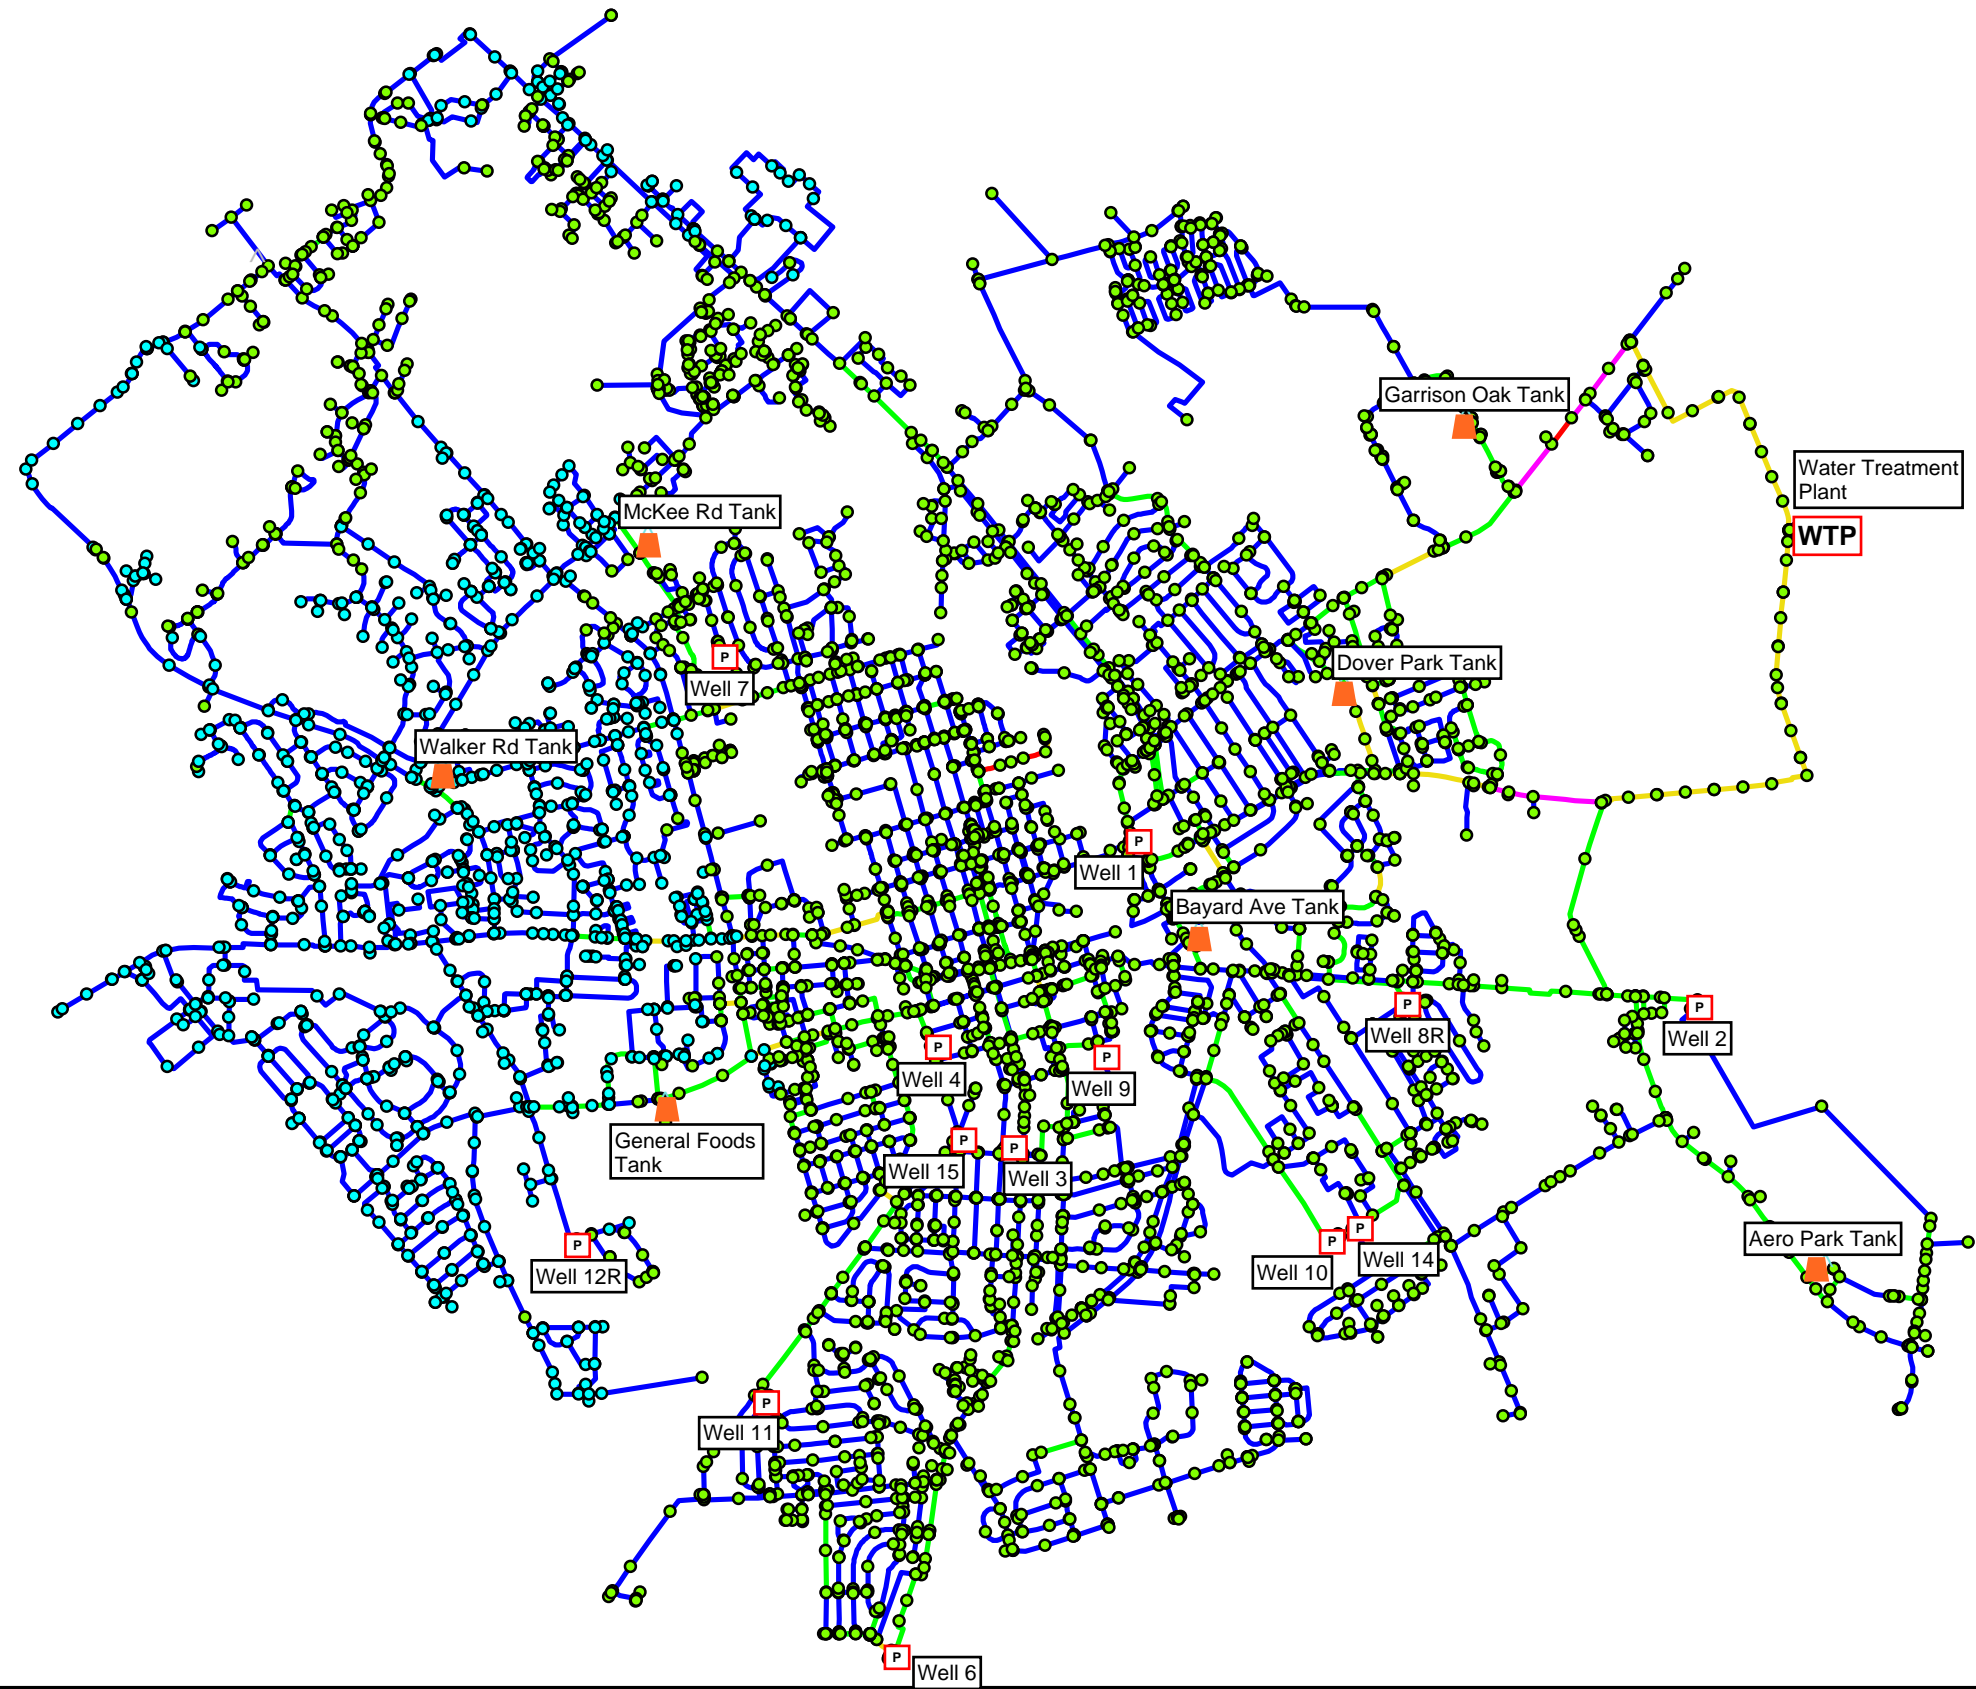 Garrison Oak Tank
Water Treatment
Plant
WTP
McKee Rd Tank
P
Well 7
Dover Park Tank
Walker Rd Tank
P
Well 1
Bayard Ave Tank
P
Well 8R
P
Well 2
P
Well 4
P
Well 9
General Foods
Tank
P
Well 15
P
Well 3
P
Well 12R
P
Well 10
P
Well 14
Aero Park Tank
P
Well 11
P
Well 6